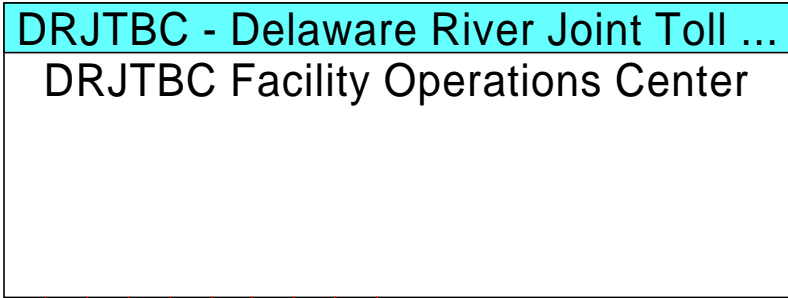 DRJTBC - Delaware River Joint Toll ...
DRJTBC Facility Operations Center